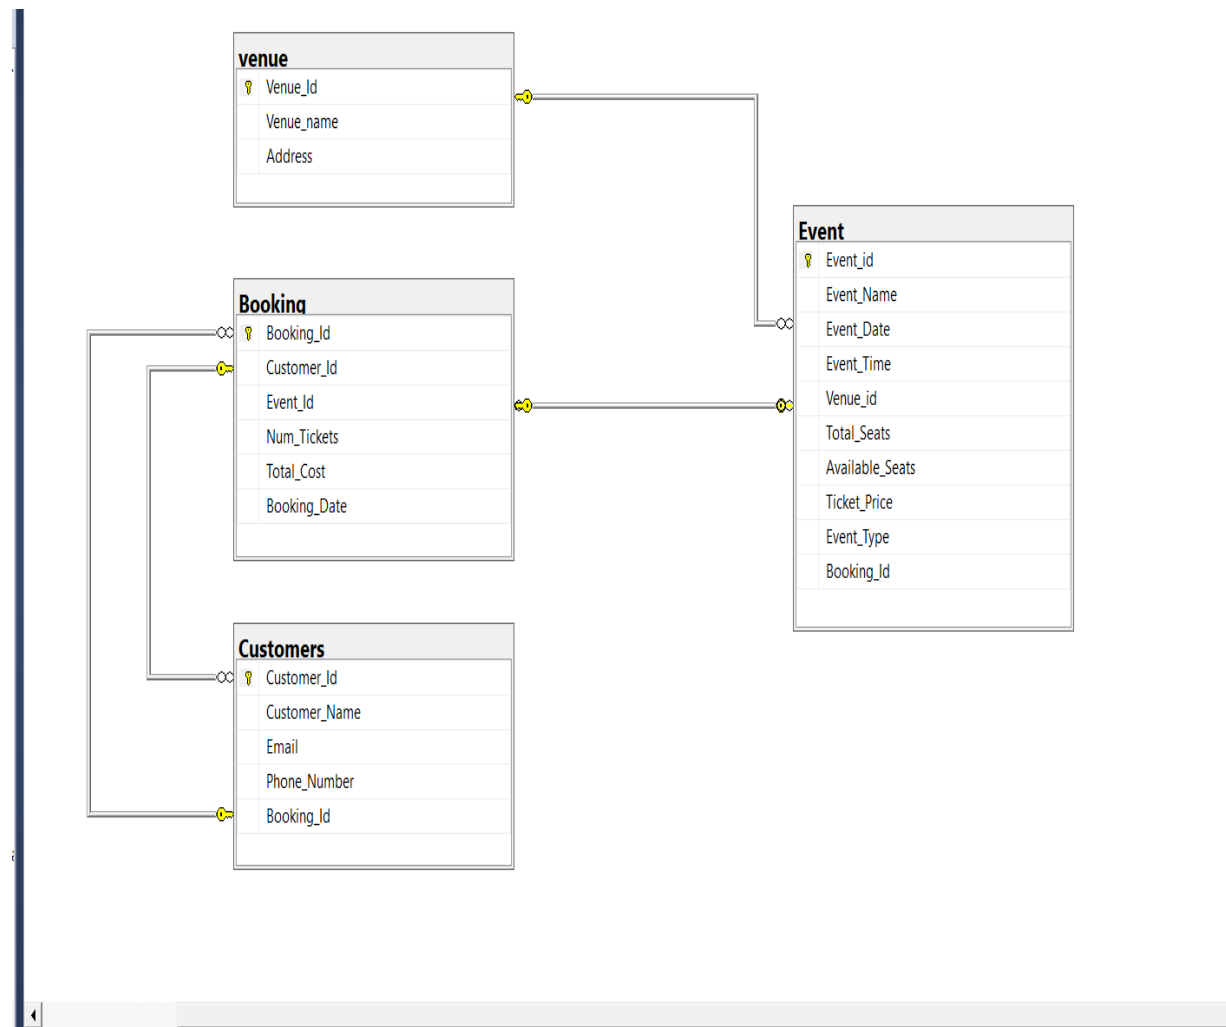 venue
Venue_Id
Venue_name
Address
Event
Event_id
Event_Name
Event_Date
Event_Time
Venue_id
Total_Seats
Available_Seats
Ticket_Price
Event_Type
Booking_Id
Booking
Booking_Id
Customer_Id
Event_Id
Num_Tickets
Total_Cost
Booking_Date
Customers
Customer_Id
Customer_Name
Email
Phone_Number
Booking_Id